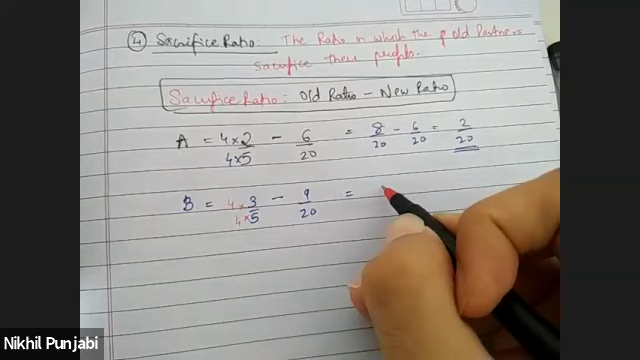 ④ Sacrifice Ratio: The Ratio in which the old Partners
sacrifice their profits.
Sacrifice Ratio: Old Ratio - New Ratio
A = 4×2/4×5 - 6/20 = 8/20 - 6/20 = 2/20
B = 4×3/4×5 - 9/20 =
Nikhil Punjabi